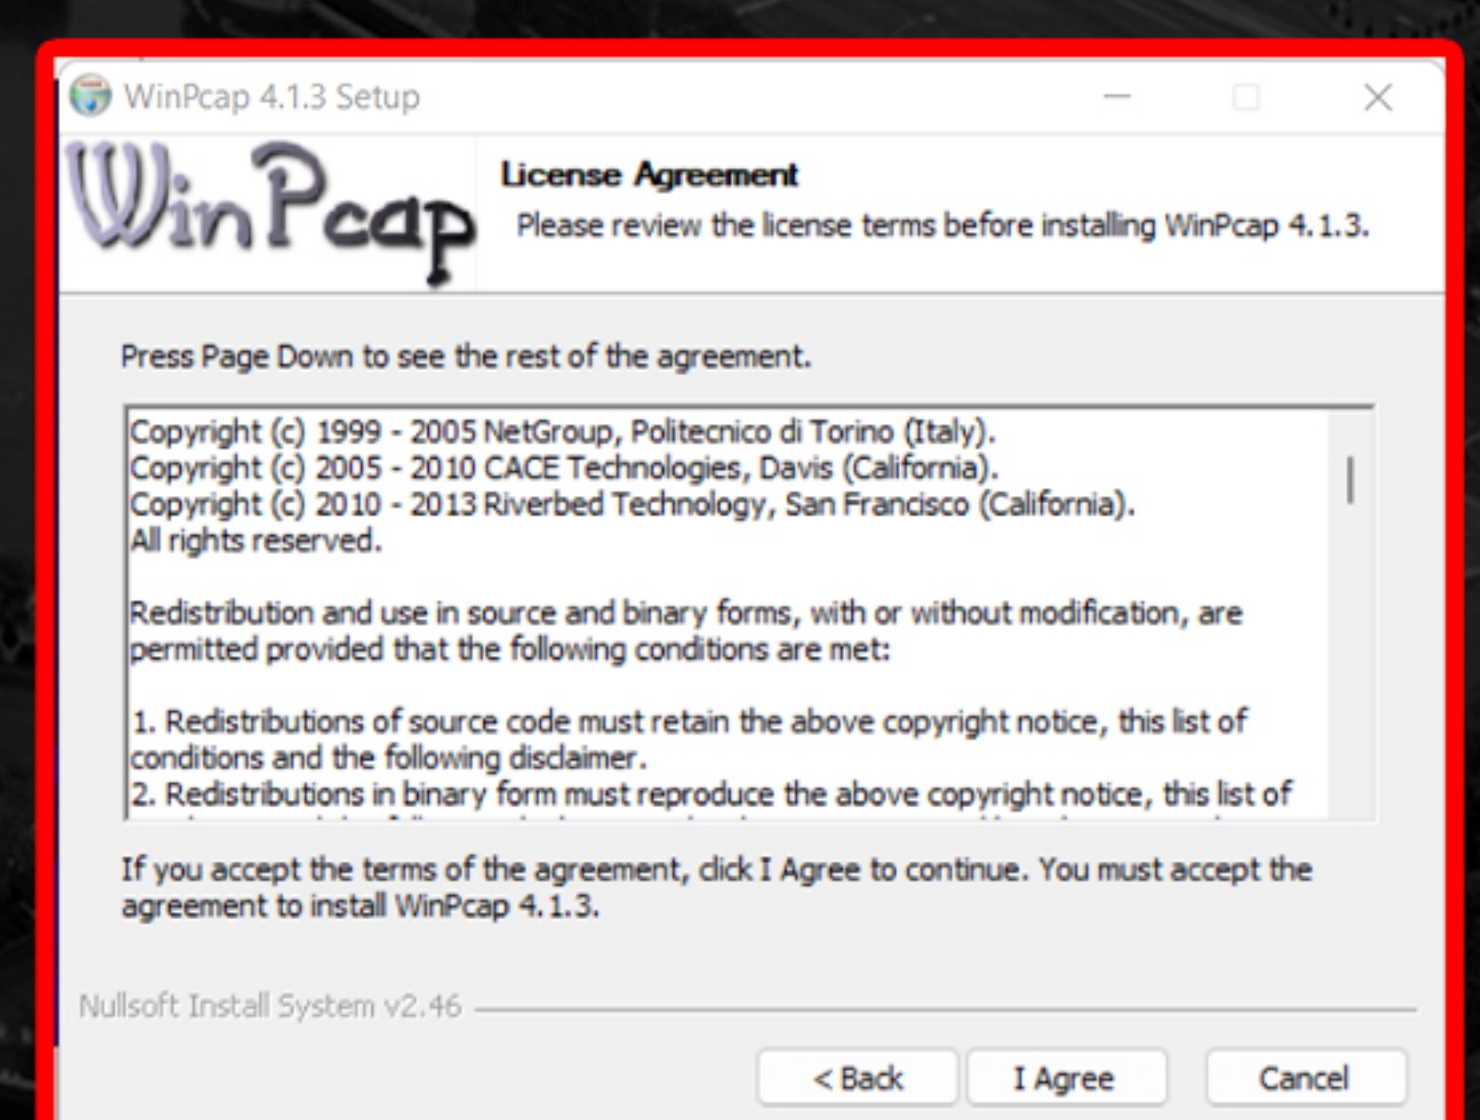 WinPcap 4.1.3 Setup
WinPcap
License Agreement
Please review the license terms before installing WinPcap 4.1.3.
Press Page Down to see the rest of the agreement.
Copyright (c) 1999 - 2005 NetGroup, Politecnico di Torino (Italy).
Copyright (c) 2005 - 2010 CACE Technologies, Davis (California).
Copyright (c) 2010 - 2013 Riverbed Technology, San Francisco (California).
All rights reserved.
Redistribution and use in source and binary forms, with or without modification, are
permitted provided that the following conditions are met:
1. Redistributions of source code must retain the above copyright notice, this list of
conditions and the following disclaimer.
2. Redistributions in binary form must reproduce the above copyright notice, this list of
If you accept the terms of the agreement, click I Agree to continue. You must accept the
agreement to install WinPcap 4.1.3.
Nullsoft Install System v2.46
< Back
I Agree
Cancel